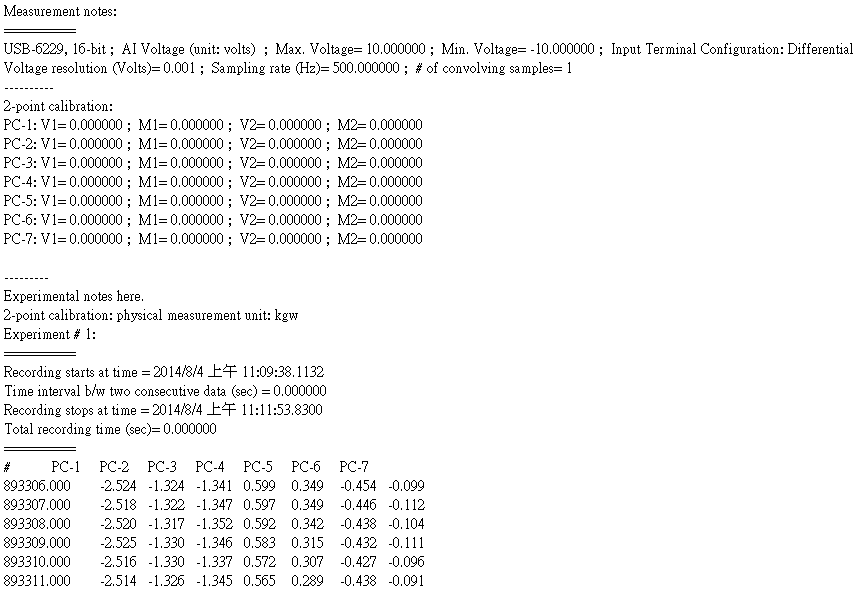 Measurement notes:
==========
USB-6229, 16-bit ; AI Voltage (unit: volts) ; Max. Voltage= 10.000000 ; Min. Voltage= -10.000000 ; Input Terminal Configuration: Differential
Voltage resolution (Volts)= 0.001 ; Sampling rate (Hz)= 500.000000 ; # of convolving samples= 1
----------
2-point calibration:
PC-1: V1= 0.000000 ; M1= 0.000000 ; V2= 0.000000 ; M2= 0.000000
PC-2: V1= 0.000000 ; M1= 0.000000 ; V2= 0.000000 ; M2= 0.000000
PC-3: V1= 0.000000 ; M1= 0.000000 ; V2= 0.000000 ; M2= 0.000000
PC-4: V1= 0.000000 ; M1= 0.000000 ; V2= 0.000000 ; M2= 0.000000
PC-5: V1= 0.000000 ; M1= 0.000000 ; V2= 0.000000 ; M2= 0.000000
PC-6: V1= 0.000000 ; M1= 0.000000 ; V2= 0.000000 ; M2= 0.000000
PC-7: V1= 0.000000 ; M1= 0.000000 ; V2= 0.000000 ; M2= 0.000000
---------
Experimental notes here.
2-point calibration: physical measurement unit: kgw
Experiment # 1:
==========
Recording starts at time = 2014/8/4 上午 11:09:38.1132
Time interval b/w two consecutive data (sec) = 0.000000
Recording stops at time = 2014/8/4 上午 11:11:53.8300
Total recording time (sec)= 0.000000
==========
# PC-1 PC-2 PC-3 PC-4 PC-5 PC-6 PC-7
893306.000 -2.524 -1.324 -1.341 0.599 0.349 -0.454 -0.099
893307.000 -2.518 -1.322 -1.347 0.597 0.349 -0.446 -0.112
893308.000 -2.520 -1.317 -1.352 0.592 0.342 -0.438 -0.104
893309.000 -2.525 -1.330 -1.346 0.583 0.315 -0.432 -0.111
893310.000 -2.516 -1.330 -1.337 0.572 0.307 -0.427 -0.096
893311.000 -2.514 -1.326 -1.345 0.565 0.289 -0.438 -0.091